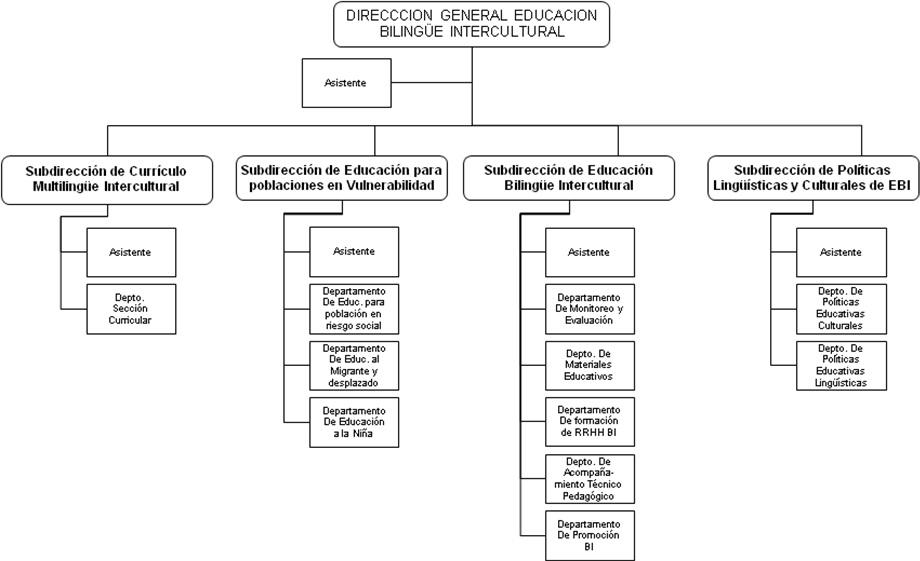 DIRECCCION GENERAL EDUCACION
BILINGÜE INTERCULTURAL
Asistente
Subdirección de Currículo
Multilingüe Intercultural
Subdirección de Educación para
poblaciones en Vulnerabilidad
Subdirección de Educación
Bilingüe Intercultural
Subdirección de Políticas
Lingüísticas y Culturales de EBI
Asistente
Depto.
Sección
Curricular
Asistente
Departamento
De Educ. para
población en
riesgo social
Departamento
De Educ. al
Migrante y
desplazado
Departamento
De Educación
a la Niña
Asistente
Departamento
De Monitoreo y
Evaluación
Depto. De
Materiales
Educativos
Departamento
De formación
de RRHH BI
Depto. De
Acompaña-
miento Técnico
Pedagógico
Departamento
De Promoción
BI
Asistente
Depto. De
Políticas
Educativas
Culturales
Depto. De
Políticas
Educativas
Lingüísticas